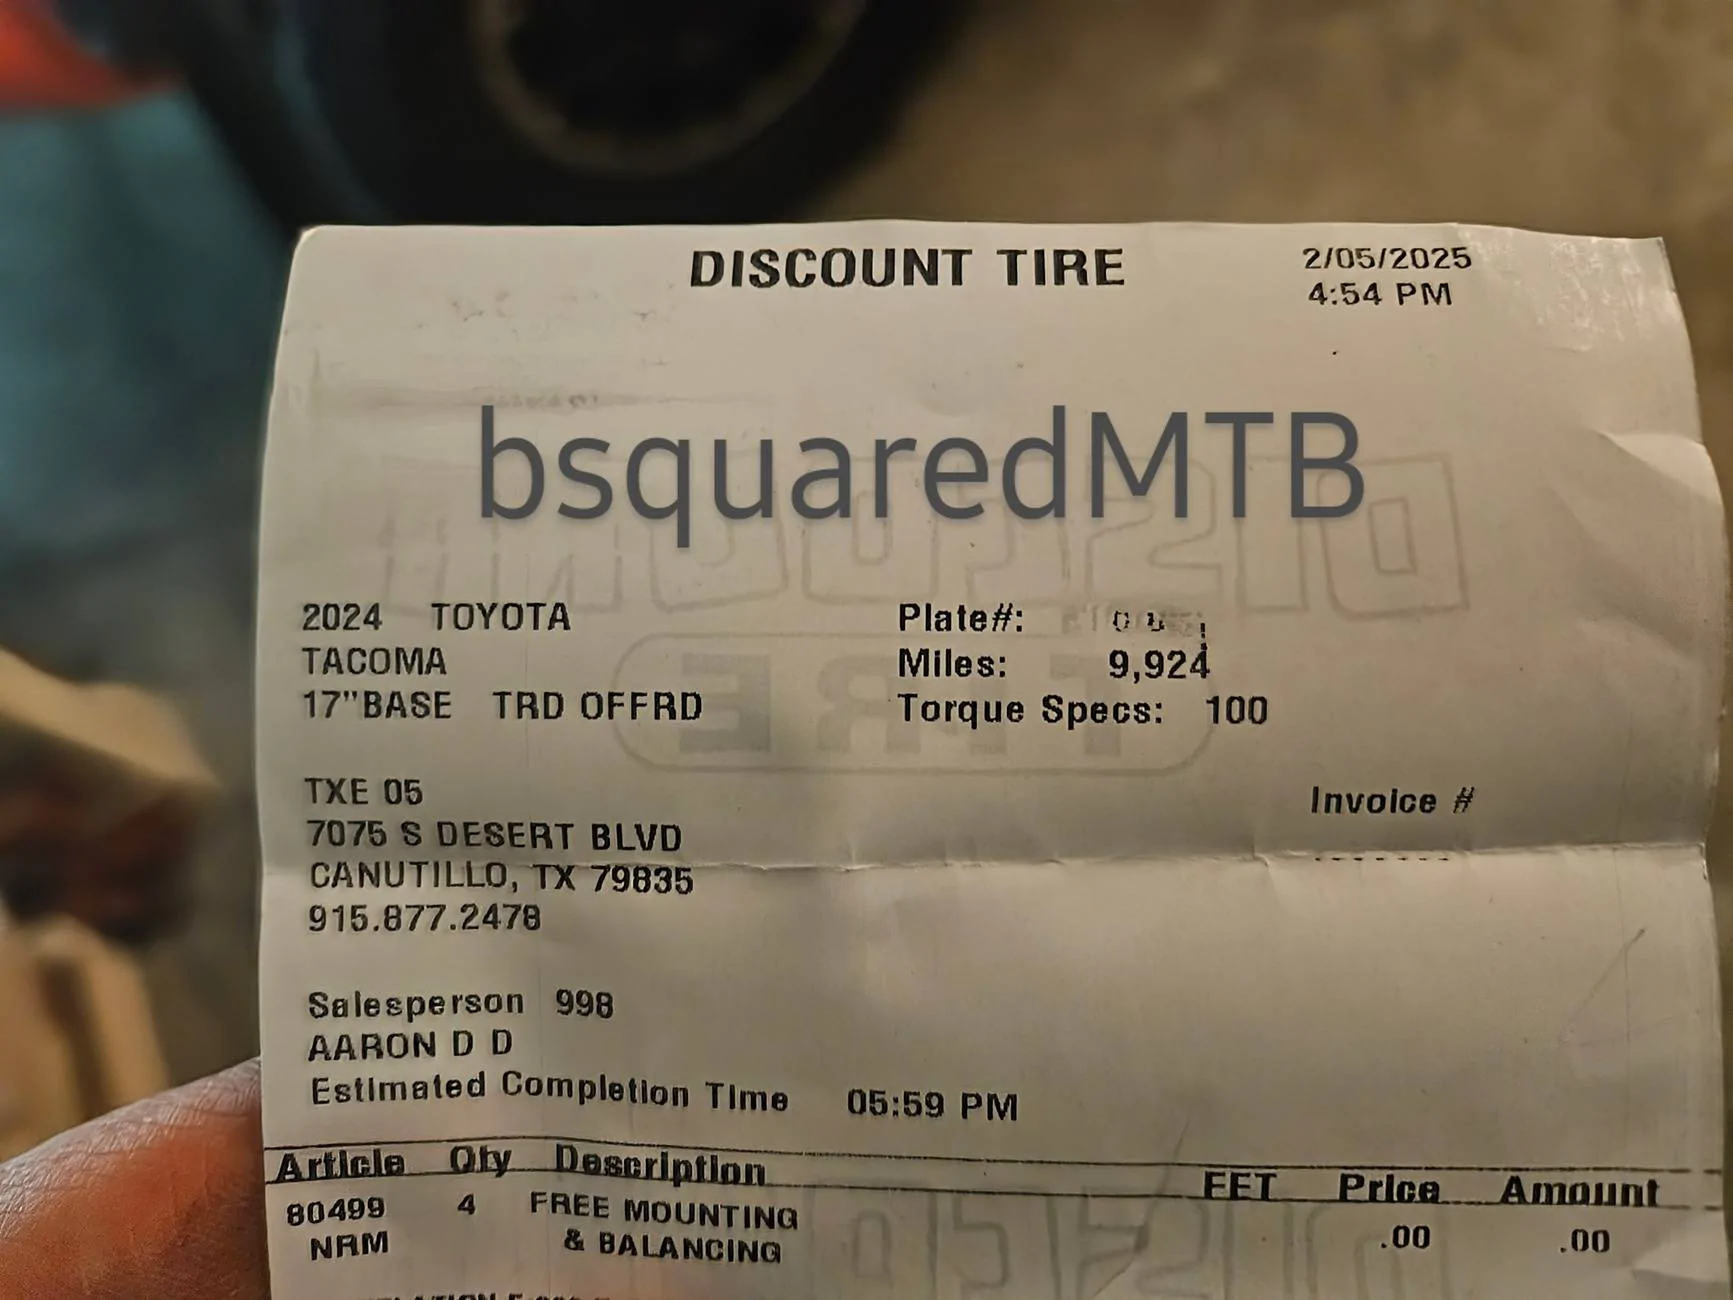 DISCOUNT TIRE
2/05/2025
4:54 PM
bsquaredMTB
2024 TOYOTA
TACOMA
17"BASE TRD OFFRD
Plate#:
Miles: 9,924
Torque Specs: 100
TXE 05
7075 S DESERT BLVD
CANUTILLO, TX 79835
915.877.2478
Invoice #
Salesperson 998
AARON D D
Estimated Completion Time 05:59 PM
Article Qty Description FET Price Amount
80499 4 FREE MOUNTING .00 .00
NRM & BALANCING